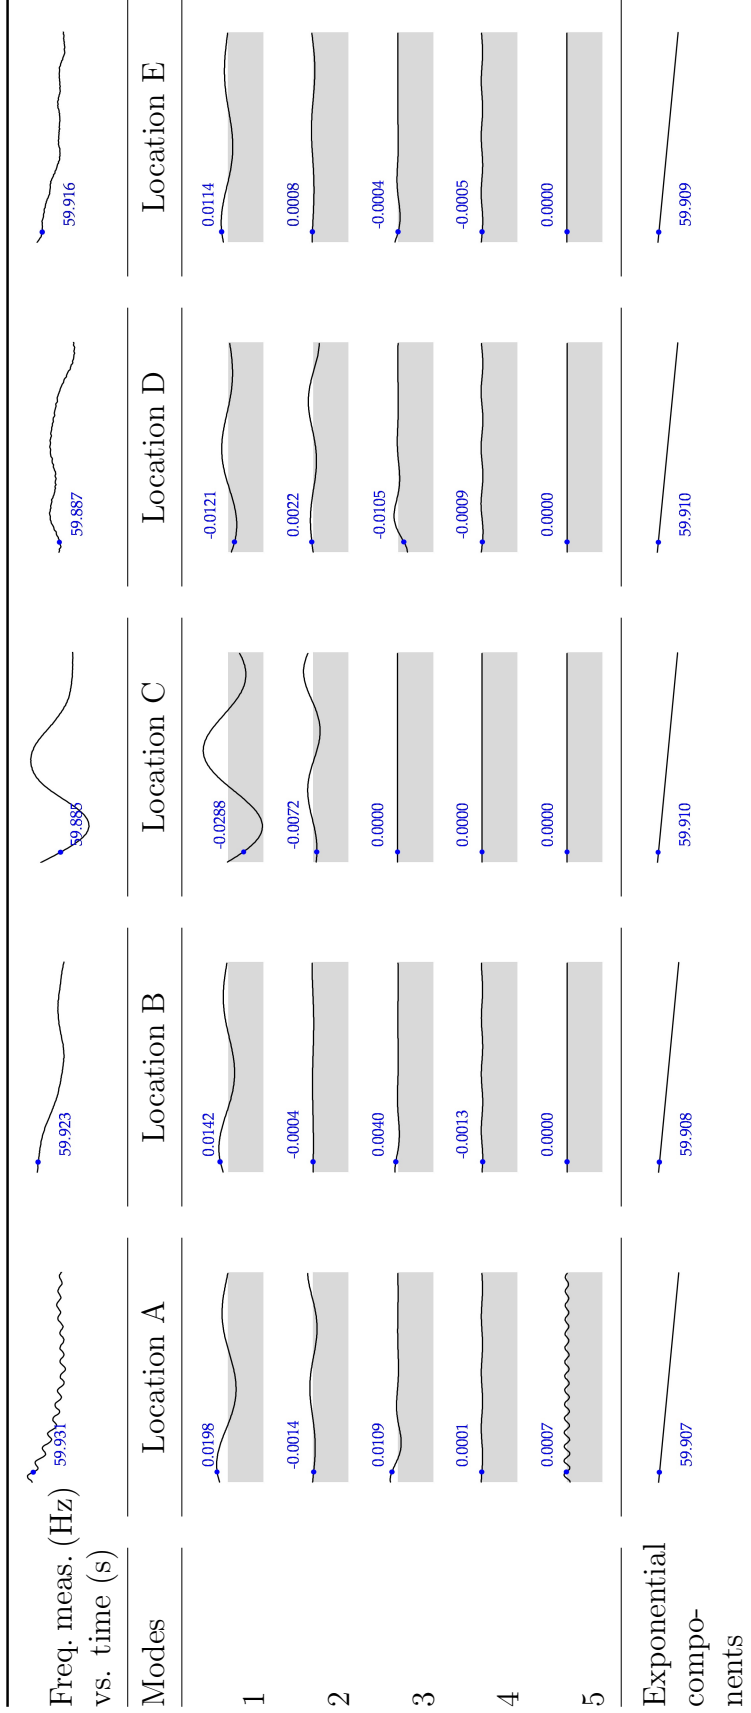 Freq. meas. (Hz) 59.931 59.923 59.885 59.887 59.916
vs. time (s)
Modes Location A Location B Location C Location D Location E
1 0.0198 0.0142 -0.0288 -0.0121 0.0114
2 -0.0014 -0.0004 -0.0072 0.0022 0.0008
3 0.0109 0.0040 0.0000 -0.0105 -0.0004
4 0.0001 -0.0013 0.0000 -0.0009 -0.0005
5 0.0007 0.0000 0.0000 0.0000 0.0000
Exponential
compo- 59.907 59.908 59.910 59.910 59.909
nents